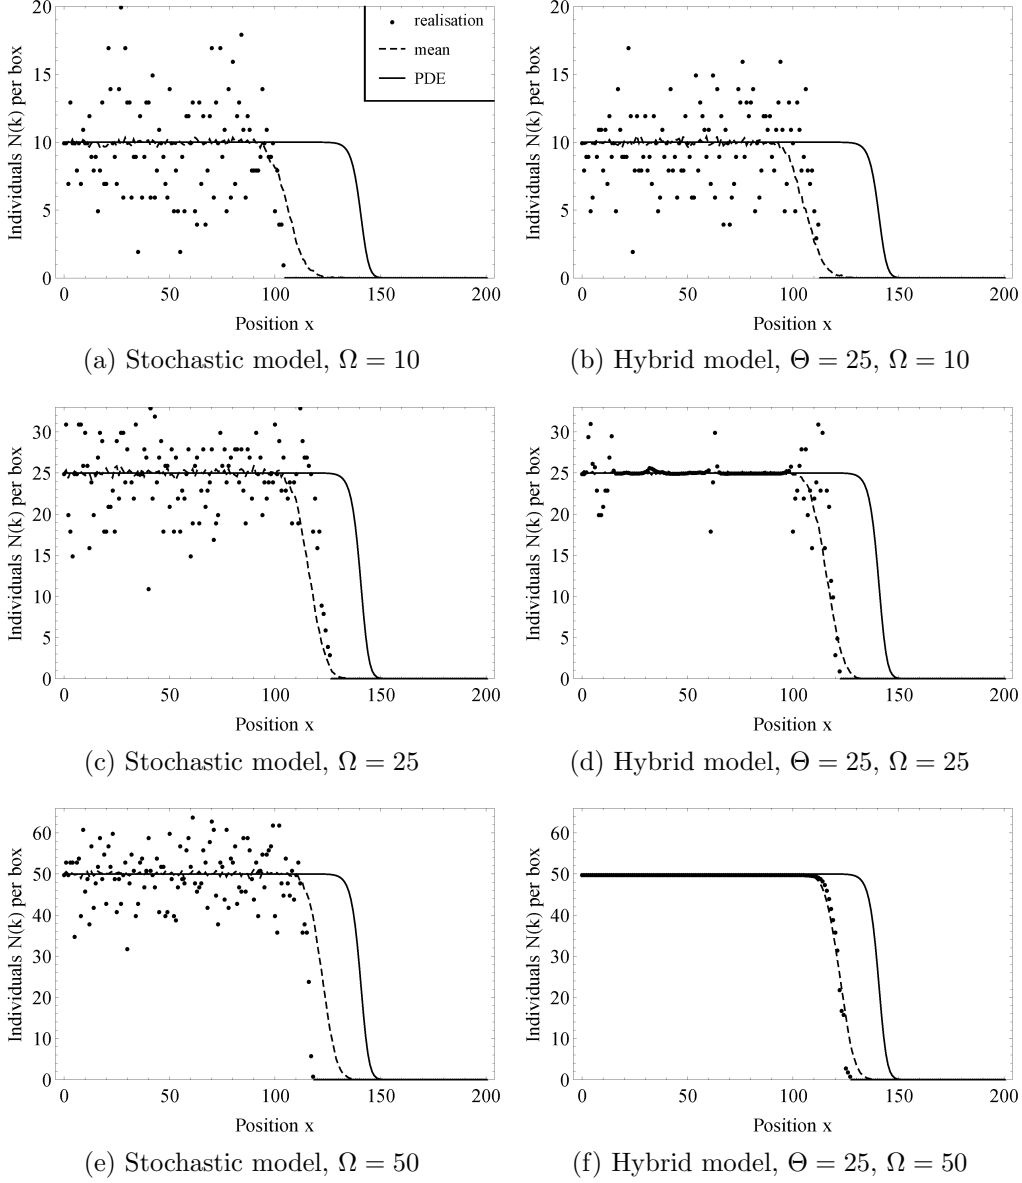 Individuals N(k) per box
20
15
10
5
0
realisation
mean
PDE
0 50 100 150 200
Position x
(a) Stochastic model, Ω = 10
Individuals N(k) per box
20
15
10
5
0
0 50 100 150 200
Position x
(b) Hybrid model, Θ = 25, Ω = 10
Individuals N(k) per box
30
25
20
15
10
5
0
0 50 100 150 200
Position x
(c) Stochastic model, Ω = 25
Individuals N(k) per box
30
25
20
15
10
5
0
0 50 100 150 200
Position x
(d) Hybrid model, Θ = 25, Ω = 25
Individuals N(k) per box
60
50
40
30
20
10
0
0 50 100 150 200
Position x
(e) Stochastic model, Ω = 50
Individuals N(k) per box
60
50
40
30
20
10
0
0 50 100 150 200
Position x
(f) Hybrid model, Θ = 25, Ω = 50